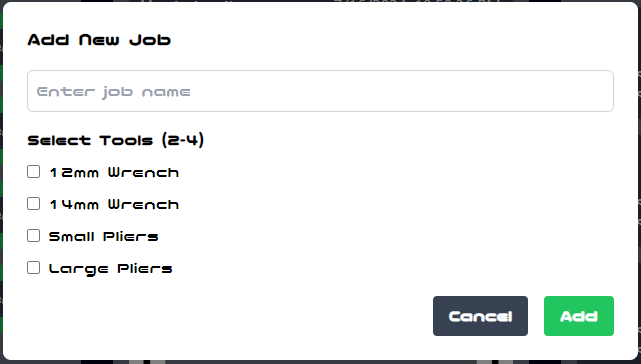 Add New Job
Enter job name
Select Tools (2-4)
12mm Wrench
14mm Wrench
Small Pliers
Large Pliers
Cancel
Add